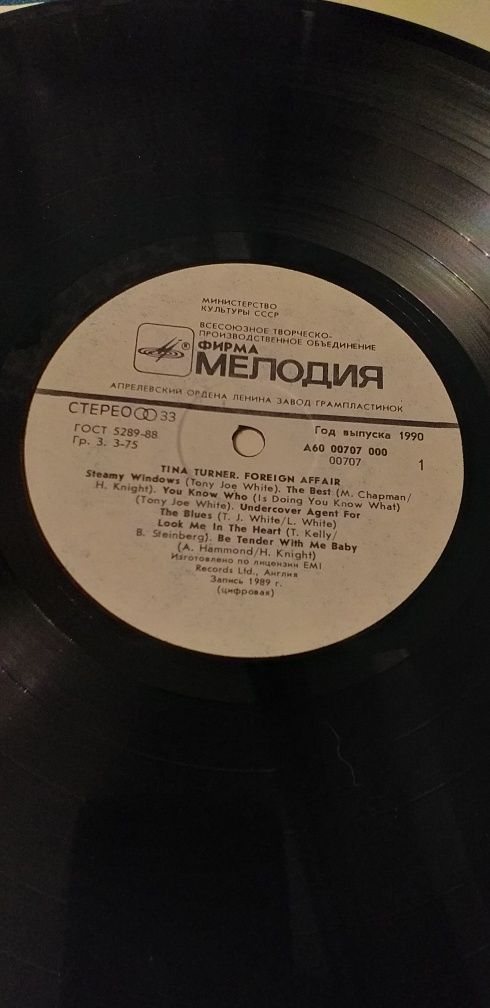 МИНИСТЕРСТВО
КУЛЬТУРЫ СССР
ВСЕСОЮЗНОЕ ТВОРЧЕСКО-
ПРОИЗВОДСТВЕННОЕ ОБЪЕДИНЕНИЕ
®
ФИРМА
МЕЛОДИЯ
АПРЕЛЕВСКИЙ ОРДЕНА ЛЕНИНА ЗАВОД ГРАМПЛАСТИНОК
СТЕРЕО 33
ГОСТ 5289-88
Гр. 3. 3-75
Год выпуска 1990
А60 00707 000
00707
1
TINA TURNER. FOREIGN AFFAIR
Steamy Windows (Tony Joe White). The Best (M. Chapman/
H. Knight). You Know Who (Is Doing You Know What)
(Tony Joe White). Undercover Agent For
The Blues (T. J. White/L. White)
Look Me In The Heart (T. Kelly/
B. Steinberg). Be Tender With Me Baby
(A. Hammond/H. Knight)
Изготовлено по лицензии EMI
Records Ltd., Англия
Запись 1989 г.
(цифровая)